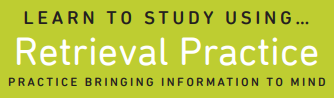 LEARN TO STUDY USING…
Retrieval Practice
PRACTICE BRINGING INFORMATION TO MIND